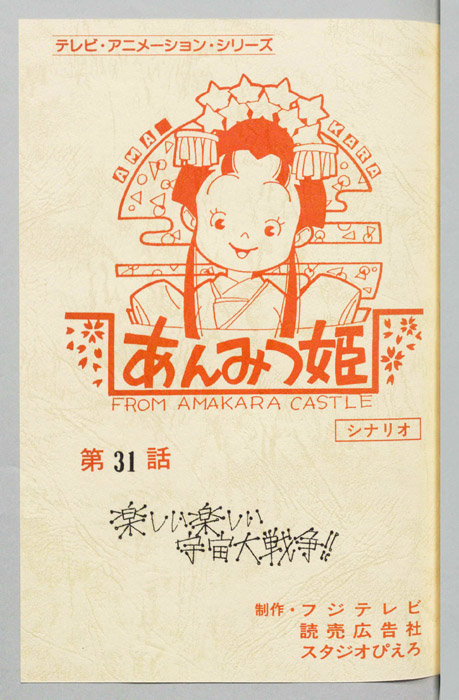 テレビ・アニメーション・シリーズ
AMA KARA
あんみつ姫
FROM AMAKARA CASTLE
シナリオ
第31話
楽しい楽しい
宇宙大戦争!!
制作・フジテレビ
読売広告社
スタジオぴえろ